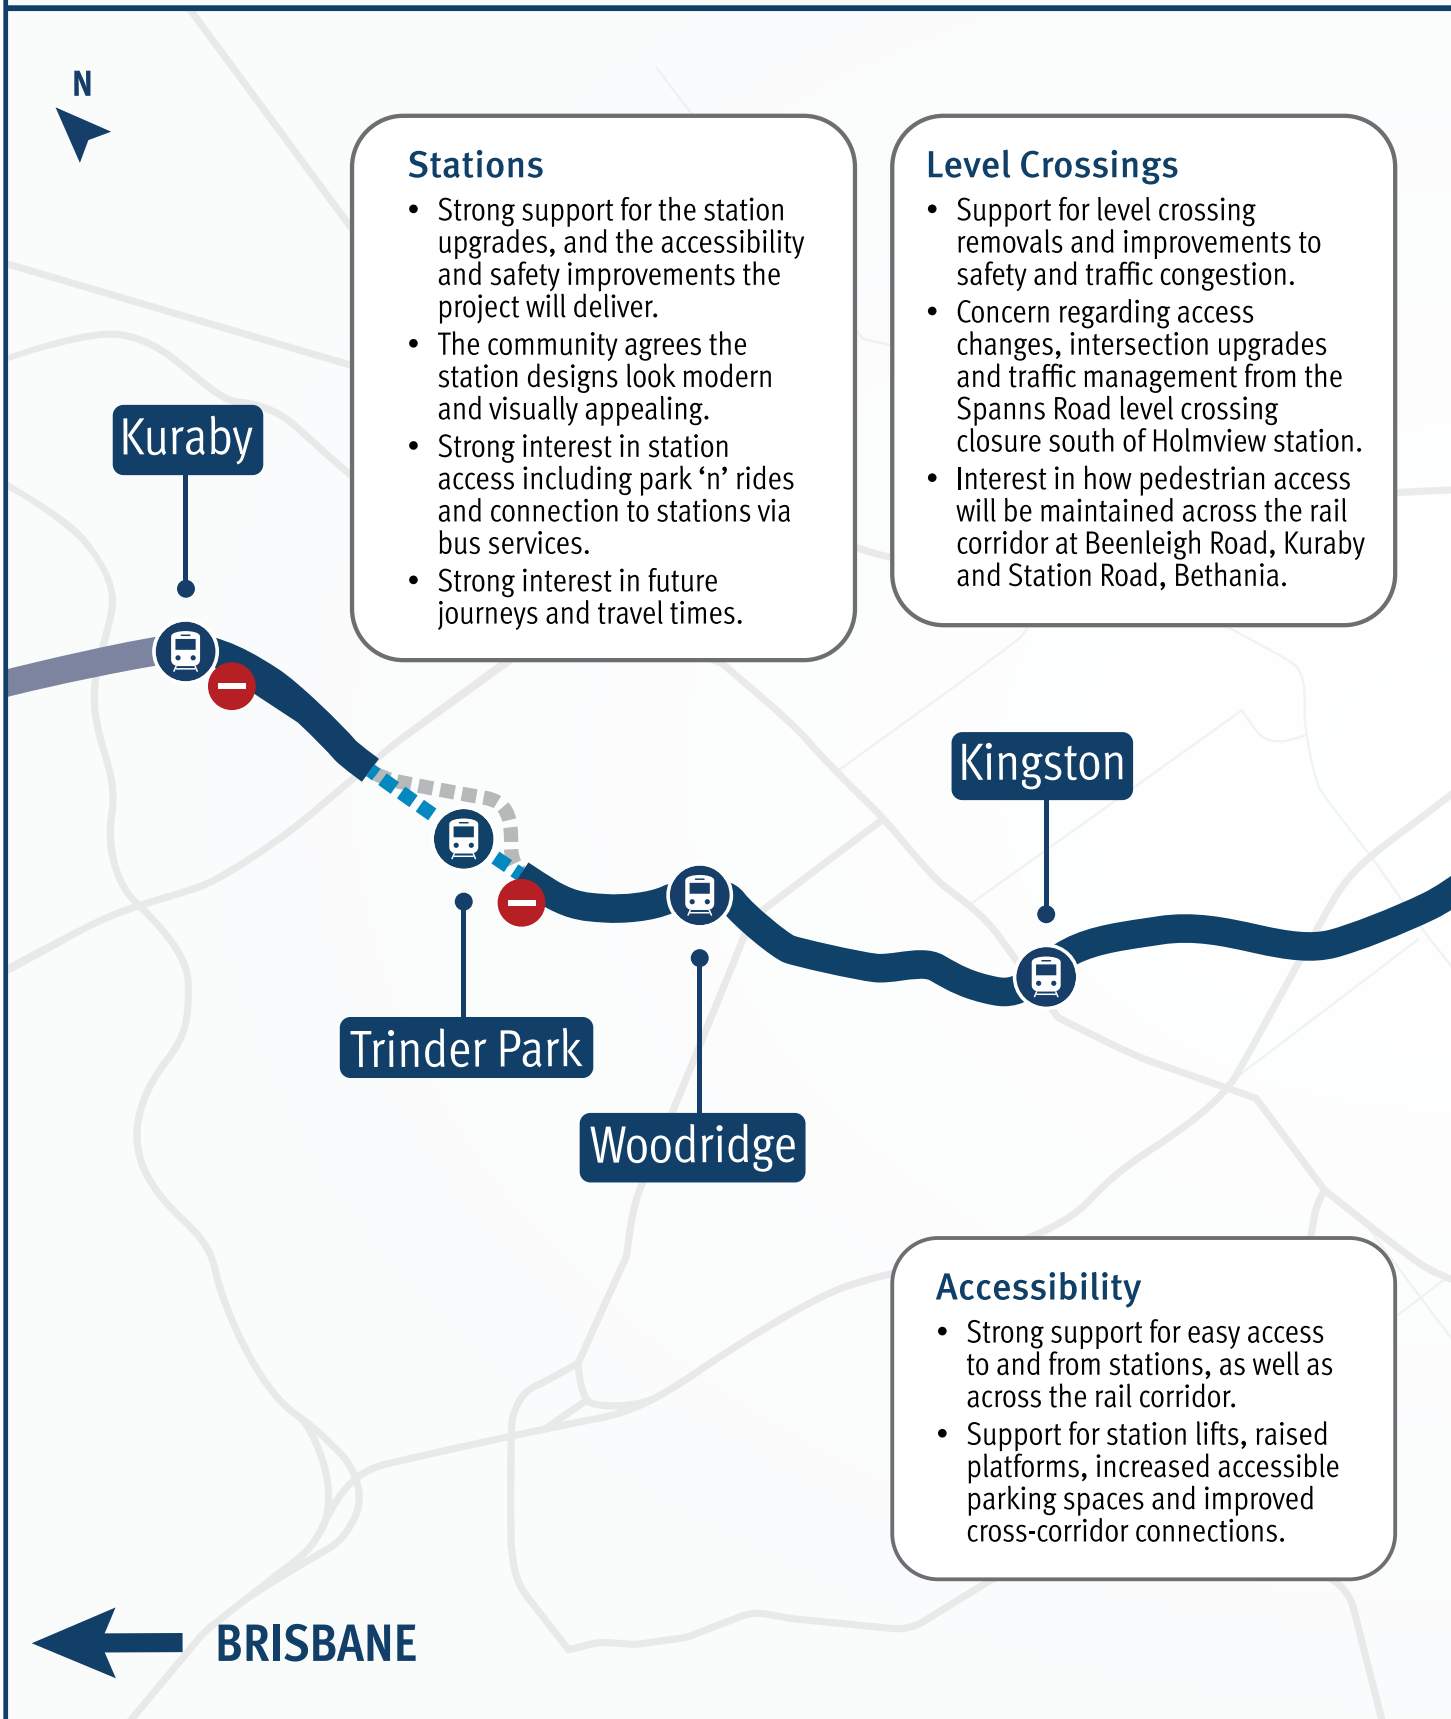 N
Stations
• Strong support for the station
upgrades, and the accessibility
and safety improvements the
project will deliver.
• The community agrees the
station designs look modern
and visually appealing.
• Strong interest in station
access including park ‘n’ rides
and connection to stations via
bus services.
• Strong interest in future
journeys and travel times.
Level Crossings
• Support for level crossing
removals and improvements to
safety and traffic congestion.
• Concern regarding access
changes, intersection upgrades
and traffic management from the
Spanns Road level crossing
closure south of Holmview station.
• Interest in how pedestrian access
will be maintained across the rail
corridor at Beenleigh Road, Kuraby
and Station Road, Bethania.
Kuraby
Kingston
Trinder Park
Woodridge
Accessibility
• Strong support for easy access
to and from stations, as well as
across the rail corridor.
• Support for station lifts, raised
platforms, increased accessible
parking spaces and improved
cross-corridor connections.
BRISBANE